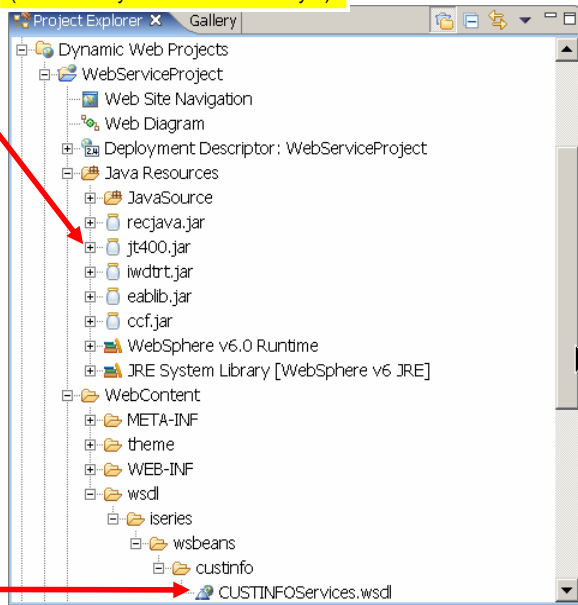 Project Explorer Gallery
Dynamic Web Projects
WebServiceProject
Web Site Navigation
Web Diagram
Deployment Descriptor: WebServiceProject
Java Resources
JavaSource
recjava.jar
jt400.jar
iwdtrt.jar
eablib.jar
ccf.jar
WebSphere v6.0 Runtime
JRE System Library [WebSphere v6 JRE]
WebContent
META-INF
theme
WEB-INF
wsdl
iseries
wsbeans
custinfo
CUSTINFOServices.wsdl